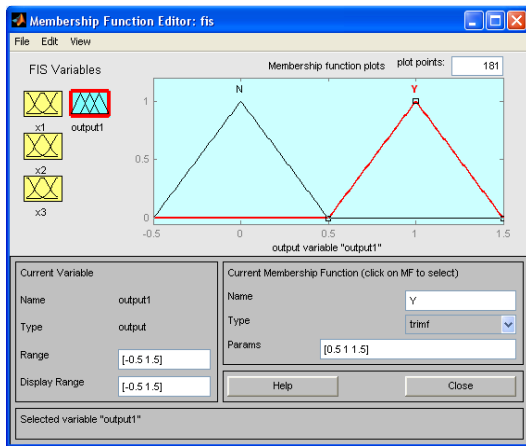 Membership Function Editor: fis
File Edit View
FIS Variables
Membership function plots plot points: 181
x1 output1
x2
x3
N Y
1
0.5
0
-0.5 0 0.5 1 1.5
output variable "output1"
Current Variable
Name output1
Type output
Range [-0.5 1.5]
Display Range [-0.5 1.5]
Current Membership Function (click on MF to select)
Name Y
Type trimf
Params [0.5 1 1.5]
Help Close
Selected variable "output1"